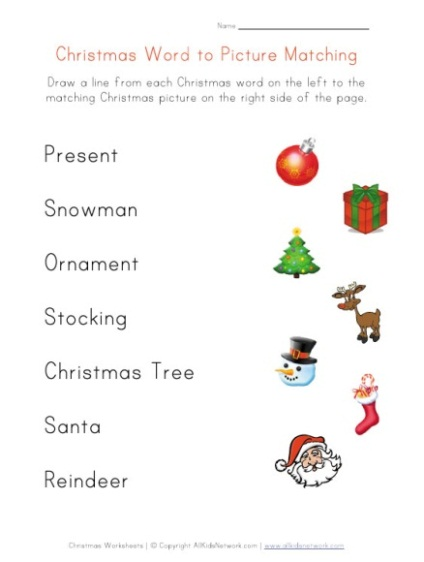 Name
Christmas Word to Picture Matching
Draw a line from each Christmas word on the left to the
matching Christmas picture on the right side of the page.
Present
Snowman
Ornament
Stocking
Christmas Tree
Santa
Reindeer
Christmas Worksheets | © Copyright AllKidsNetwork.com | www.allkidsnetwork.com